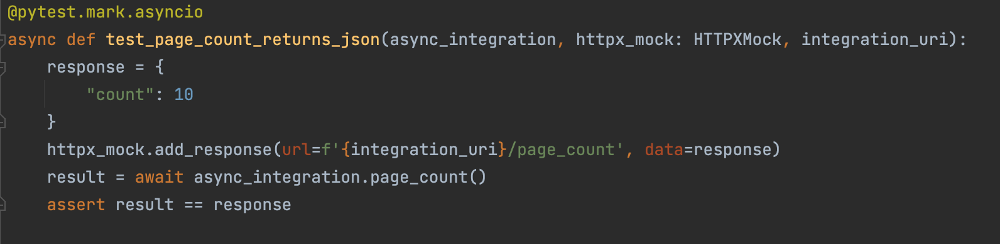 @pytest.mark.asyncio
async def test_page_count_returns_json(async_integration, httpx_mock: HTTPXMock, integration_uri):
    response = {
        "count": 10
    }
    httpx_mock.add_response(url=f'{integration_uri}/page_count', data=response)
    result = await async_integration.page_count()
    assert result == response